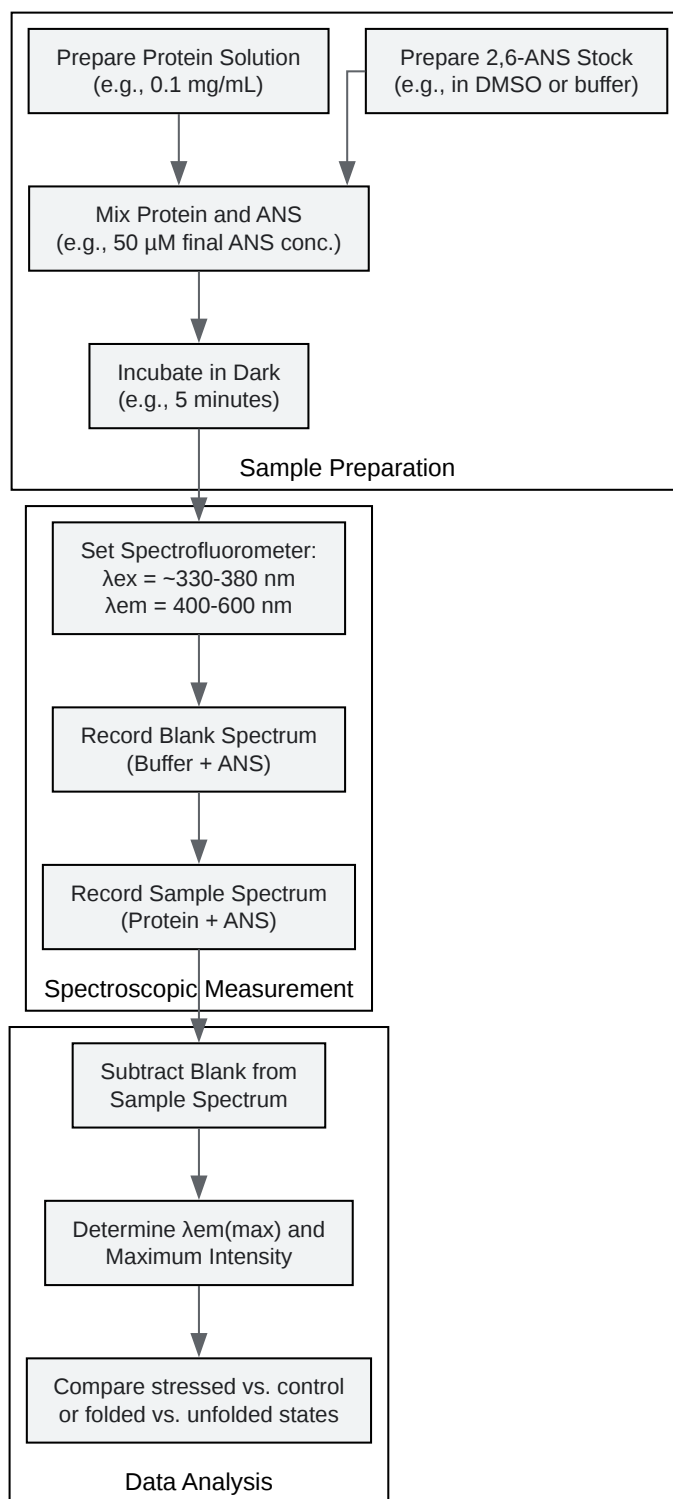 Prepare Protein Solution
(e.g., 0.1 mg/mL)
Prepare 2,6-ANS Stock
(e.g., in DMSO or buffer)
Mix Protein and ANS
(e.g., 50 µM final ANS conc.)
Incubate in Dark
(e.g., 5 minutes)
Sample Preparation
Set Spectrofluorometer:
λex = ~330-380 nm
λem = 400-600 nm
Record Blank Spectrum
(Buffer + ANS)
Record Sample Spectrum
(Protein + ANS)
Spectroscopic Measurement
Subtract Blank from
Sample Spectrum
Determine λem(max) and
Maximum Intensity
Compare stressed vs. control
or folded vs. unfolded states
Data Analysis